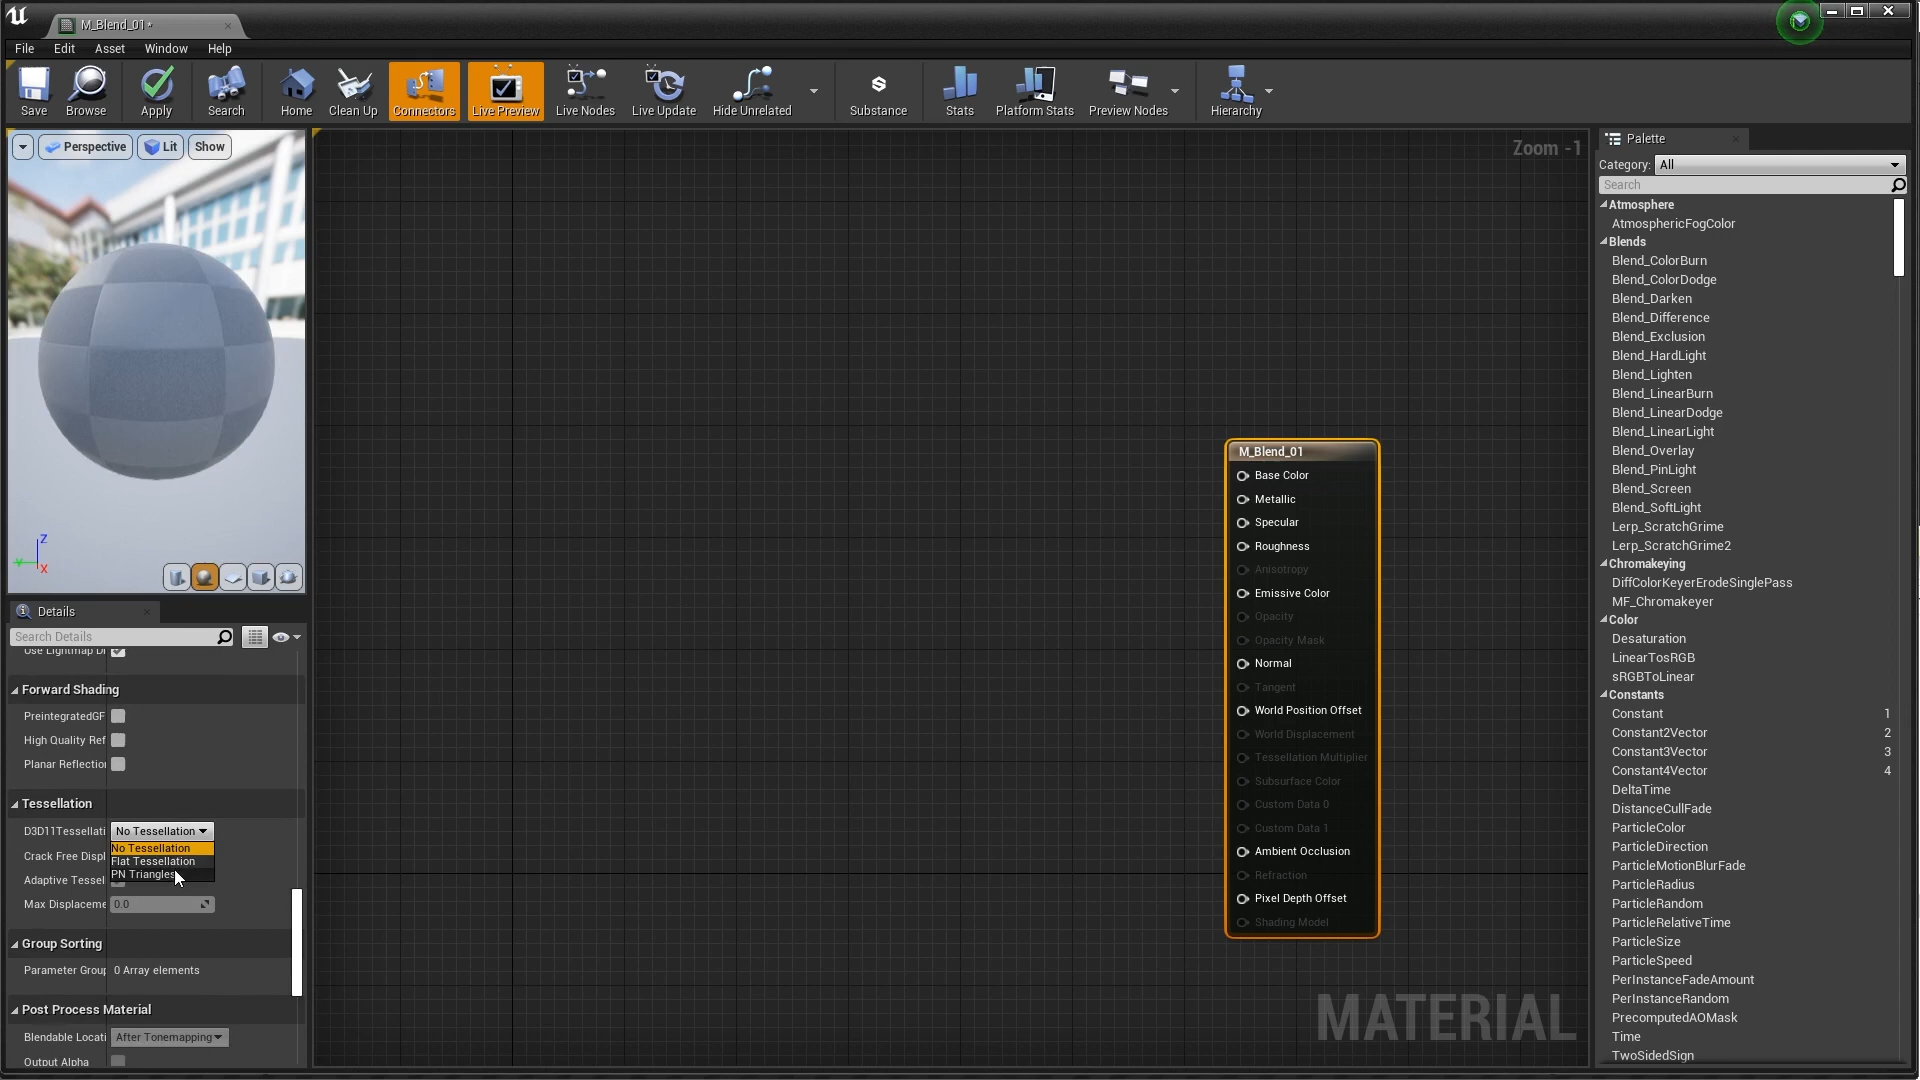 M_Blend_01*
File Edit Asset Window Help
Save Browse Apply Search Home Clean Up Connectors Live Preview Live Nodes Live Update Hide Unrelated Substance Stats Platform Stats Preview Nodes Hierarchy
Perspective Lit Show
Zoom -1
Z
Y
X
Details
Search Details
Use Lightmap Di
Forward Shading
PreintegratedGF
High Quality Ref
Planar Reflection
Tessellation
D3D11Tessellati No Tessellation
No Tessellation
Flat Tessellation
PN Triangles
Crack Free Displ
Adaptive Tessel
Max Displaceme 0.0
Group Sorting
Parameter Group 0 Array elements
Post Process Material
Blendable Locati After Tonemapping
Output Alpha
M_Blend_01
Base Color
Metallic
Specular
Roughness
Anisotropy
Emissive Color
Opacity
Opacity Mask
Normal
Tangent
World Position Offset
World Displacement
Tessellation Multiplier
Subsurface Color
Custom Data 0
Custom Data 1
Ambient Occlusion
Refraction
Pixel Depth Offset
Shading Model
MATERIAL
Palette
Category: All
Search
Atmosphere
AtmosphericFogColor
Blends
Blend_ColorBurn
Blend_ColorDodge
Blend_Darken
Blend_Difference
Blend_Exclusion
Blend_HardLight
Blend_Lighten
Blend_LinearBurn
Blend_LinearDodge
Blend_LinearLight
Blend_Overlay
Blend_PinLight
Blend_Screen
Blend_SoftLight
Lerp_ScratchGrime
Lerp_ScratchGrime2
Chromakeying
DiffColorKeyerErodeSinglePass
MF_Chromakeyer
Color
Desaturation
LinearTosRGB
sRGBToLinear
Constants
Constant 1
Constant2Vector 2
Constant3Vector 3
Constant4Vector 4
DeltaTime
DistanceCullFade
ParticleColor
ParticleDirection
ParticleMotionBlurFade
ParticleRadius
ParticleRandom
ParticleRelativeTime
ParticleSize
ParticleSpeed
PerInstanceFadeAmount
PerInstanceRandom
PrecomputedAOMask
Time
TwoSidedSign